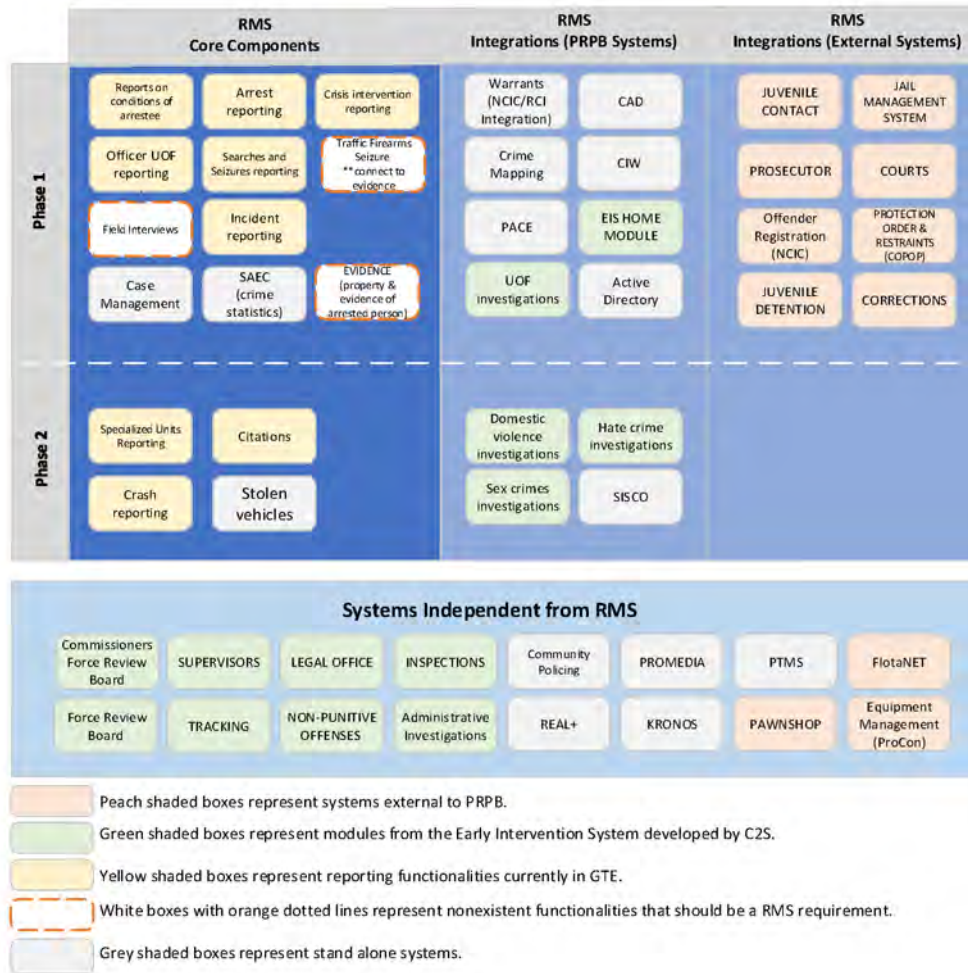 RMS
Core Components
RMS
Integrations (PRPB Systems)
RMS
Integrations (External Systems)
Phase 1
Reports on
conditions of
arrestee
Arrest
reporting
Crisis intervention
reporting
Officer UOF
reporting
Searches and
Seizures reporting
Traffic Firearms
Seizure
**connect to
evidence
Field Interviews
Incident
reporting
Case
Management
SAEC
(crime
statistics)
EVIDENCE
(property &
evidence of
arrested person)
Warrants
(NCIC/RCI
Integration)
CAD
Crime
Mapping
CIW
PACE
EIS HOME
MODULE
UOF
investigations
Active
Directory
JUVENILE
CONTACT
JAIL
MANAGEMENT
SYSTEM
PROSECUTOR
COURTS
Offender
Registration
(NCIC)
PROTECTION
ORDER &
RESTRAINTS
(COPOP)
JUVENILE
DETENTION
CORRECTIONS
Phase 2
Specialized Units
Reporting
Citations
Crash
reporting
Stolen
vehicles
Domestic
violence
investigations
Hate crime
investigations
Sex crimes
investigations
SISCO
Systems Independent from RMS
Commissioners
Force Review
Board
SUPERVISORS
LEGAL OFFICE
INSPECTIONS
Community
Policing
PROMEDIA
PTMS
FlotaNET
Force Review
Board
TRACKING
NON-PUNITIVE
OFFENSES
Administrative
Investigations
REAL+
KRONOS
PAWNSHOP
Equipment
Management
(ProCon)
Peach shaded boxes represent systems external to PRPB.
Green shaded boxes represent modules from the Early Intervention System developed by C2S.
Yellow shaded boxes represent reporting functionalities currently in GTE.
White boxes with orange dotted lines represent nonexistent functionalities that should be a RMS requirement.
Grey shaded boxes represent stand alone systems.